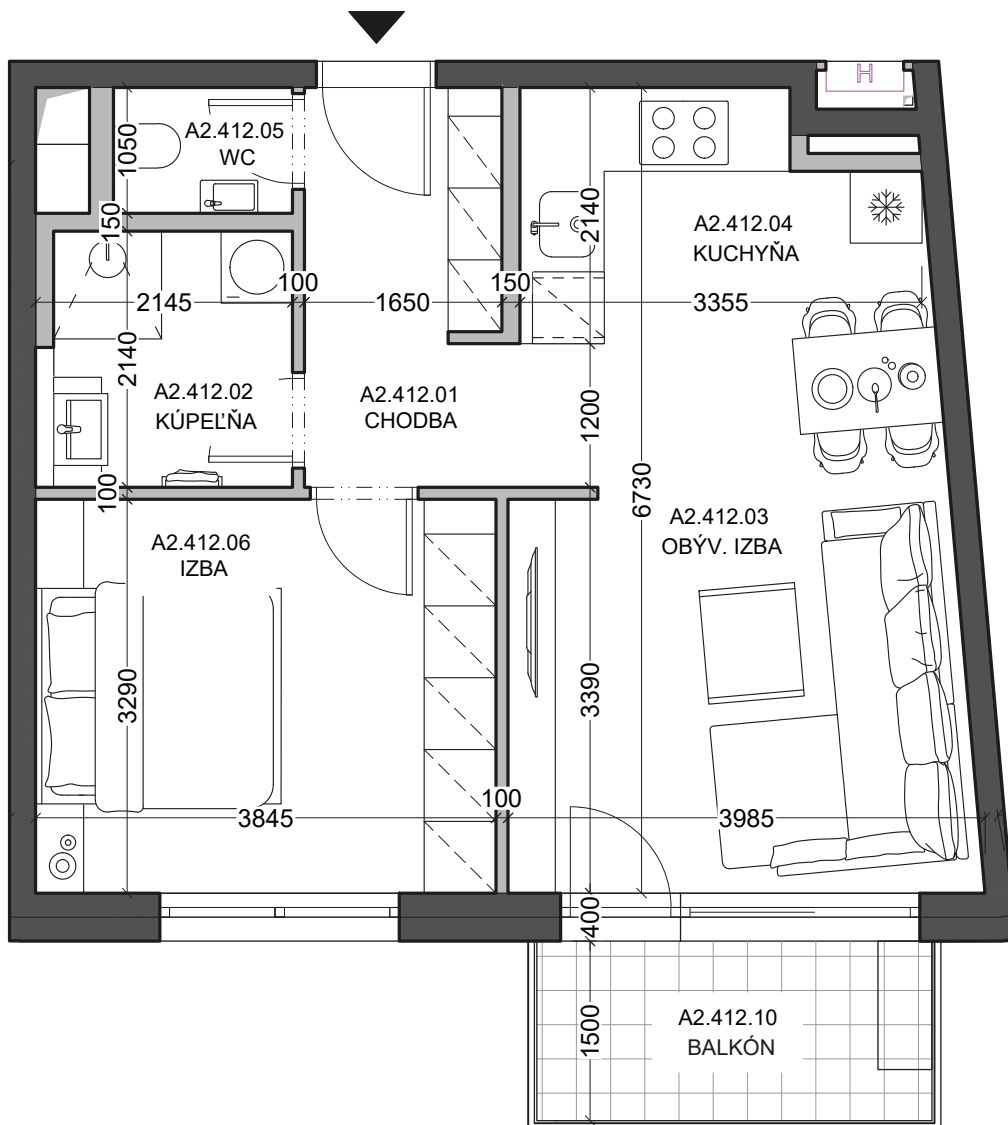 H
A2.412.05
WC
1050
150
2140
A2.412.04
KUCHYŇA
2145
100
1650
150
3355
2140
A2.412.02
KÚPEĽŇA
A2.412.01
CHODBA
1200
6730
100
A2.412.03
OBÝV. IZBA
A2.412.06
IZBA
3290
3390
3845
100
3985
400
1500
A2.412.10
BALKÓN